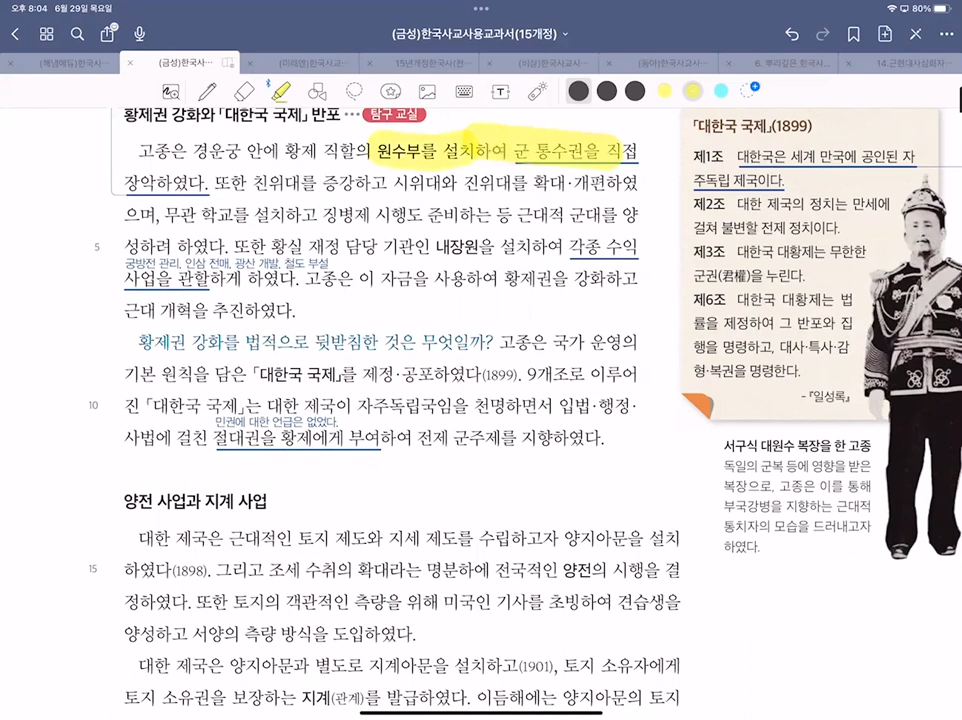 오후 8:04 6월 29일 목요일
80%
(금성)한국사교사용교과서(15개정)
(해냄에듀)한국사…
(금성)한국사…
(미래엔)한국사교…
15년개정한국사(천…
(비상)한국사교사…
(동아)한국사교사…
6. 뿌리깊은 한국사…
14.근현대사심화자…
황제권 강화와 「대한국 국제」 반포 ••• 탐구 교실
고종은 경운궁 안에 황제 직할의 원수부를 설치하여 군 통수권을 직접
장악하였다. 또한 친위대를 증강하고 시위대와 진위대를 확대·개편하였
으며, 무관 학교를 설치하고 징병제 시행도 준비하는 등 근대적 군대를 양
5 성하려 하였다. 또한 황실 재정 담당 기관인 내장원을 설치하여 각종 수익
궁방전 관리, 인삼 전매, 광산 개발, 철도 부설
사업을 관할하게 하였다. 고종은 이 자금을 사용하여 황제권을 강화하고
근대 개혁을 추진하였다.
황제권 강화를 법적으로 뒷받침한 것은 무엇일까? 고종은 국가 운영의
기본 원칙을 담은 「대한국 국제」를 제정·공포하였다(1899). 9개조로 이루어
10 진 「대한국 국제」는 대한 제국이 자주독립국임을 천명하면서 입법·행정·
민권에 대한 언급은 없었다.
사법에 걸친 절대권을 황제에게 부여하여 전제 군주제를 지향하였다.
양전 사업과 지계 사업
대한 제국은 근대적인 토지 제도와 지세 제도를 수립하고자 양지아문을 설치
15 하였다(1898). 그리고 조세 수취의 확대라는 명분하에 전국적인 양전의 시행을 결
정하였다. 또한 토지의 객관적인 측량을 위해 미국인 기사를 초빙하여 견습생을
양성하고 서양의 측량 방식을 도입하였다.
대한 제국은 양지아문과 별도로 지계아문을 설치하고(1901), 토지 소유자에게
토지 소유권을 보장하는 지계(관계)를 발급하였다. 이듬해에는 양지아문의 토지
「대한국 국제」(1899)
제1조 대한국은 세계 만국에 공인된 자
주독립 제국이다.
제2조 대한 제국의 정치는 만세에
걸쳐 불변할 전제 정치이다.
제3조 대한국 대황제는 무한한
군권(君權)을 누린다.
제6조 대한국 대황제는 법
률을 제정하여 그 반포와 집
행을 명령하고, 대사·특사·감
형·복권을 명령한다.
- 『일성록』
서구식 대원수 복장을 한 고종
독일의 군복 등에 영향을 받은
복장으로, 고종은 이를 통해
부국강병을 지향하는 근대적
통치자의 모습을 드러내고자
하였다.